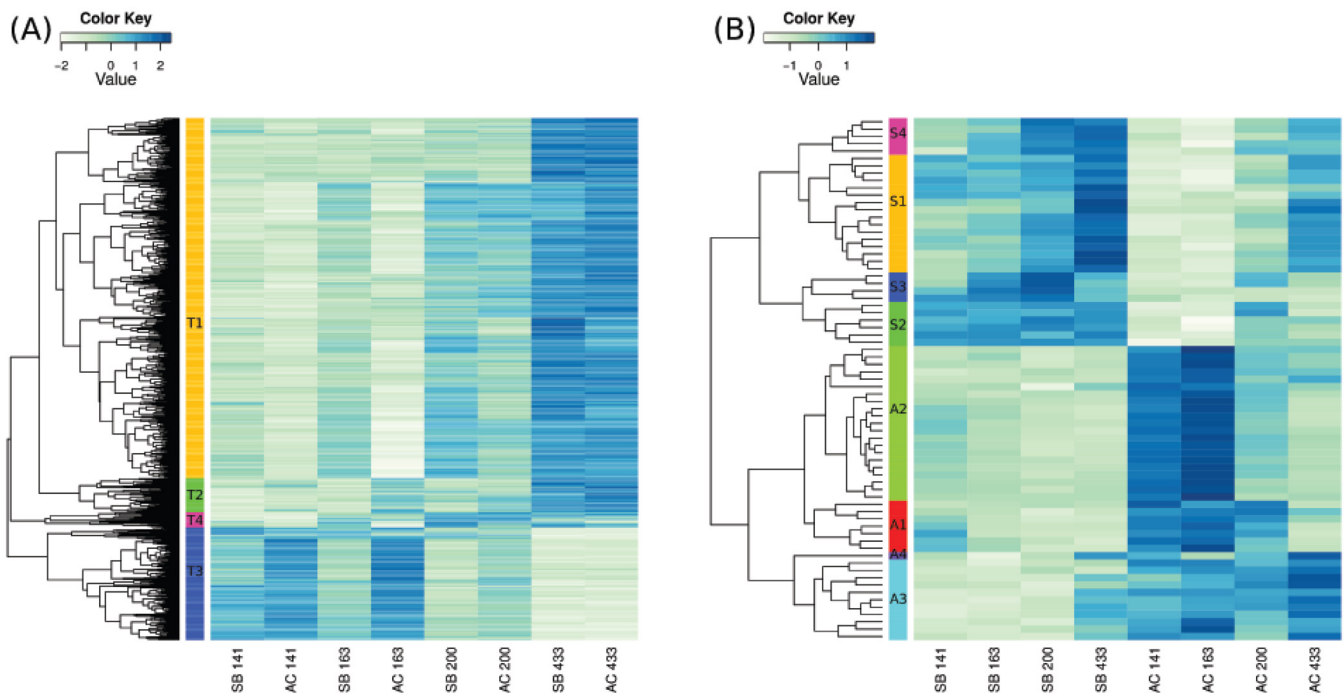 (A)
Color Key
−2 0 1 2
Value
T1
T2
T4
T3
SB 141
AC 141
SB 163
AC 163
SB 200
AC 200
SB 433
AC 433
(B)
Color Key
−1 0 1
Value
S4
S1
S3
S2
A2
A1
A4
A3
SB 141
SB 163
SB 200
SB 433
AC 141
AC 163
AC 200
AC 433